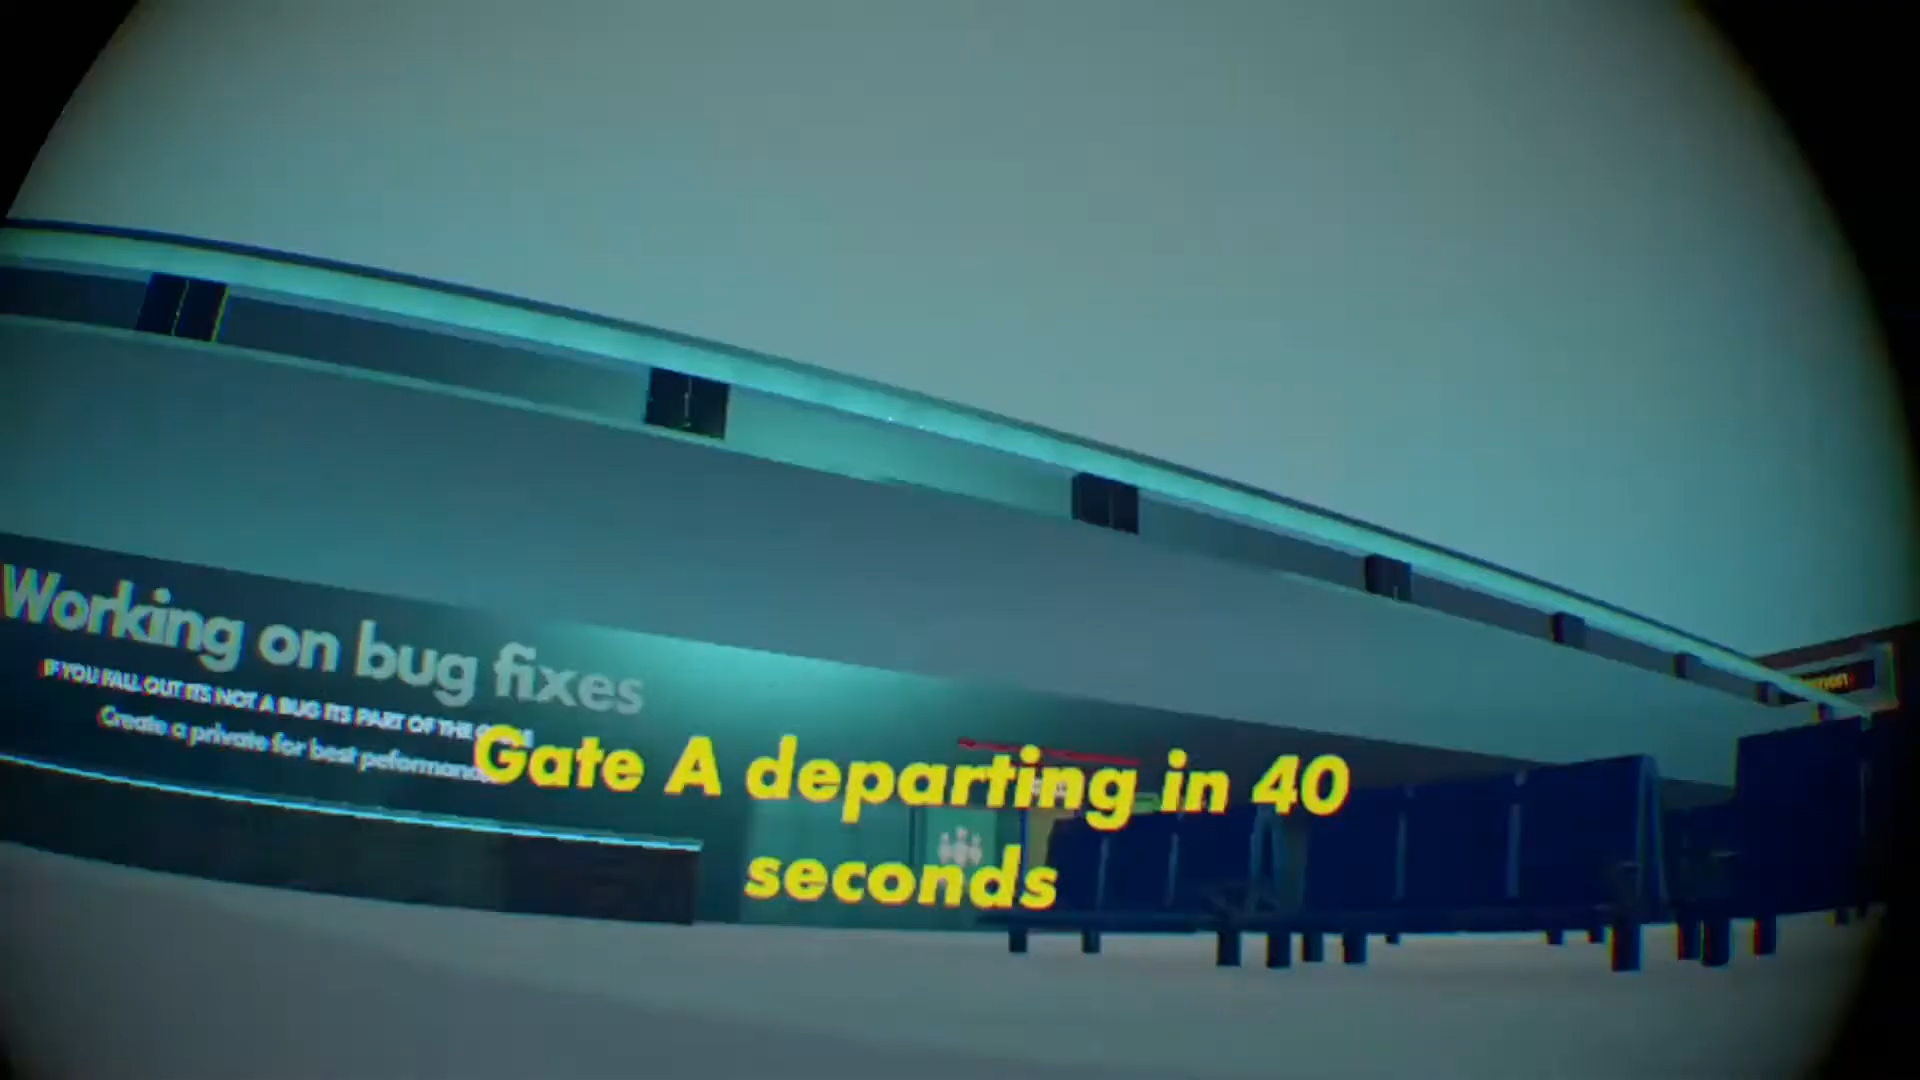 Working on bug fixes
IF YOU FALL OUT ITS NOT A BUG ITS PART OF THE
Create a private for best peformance
Gate A departing in 40
seconds